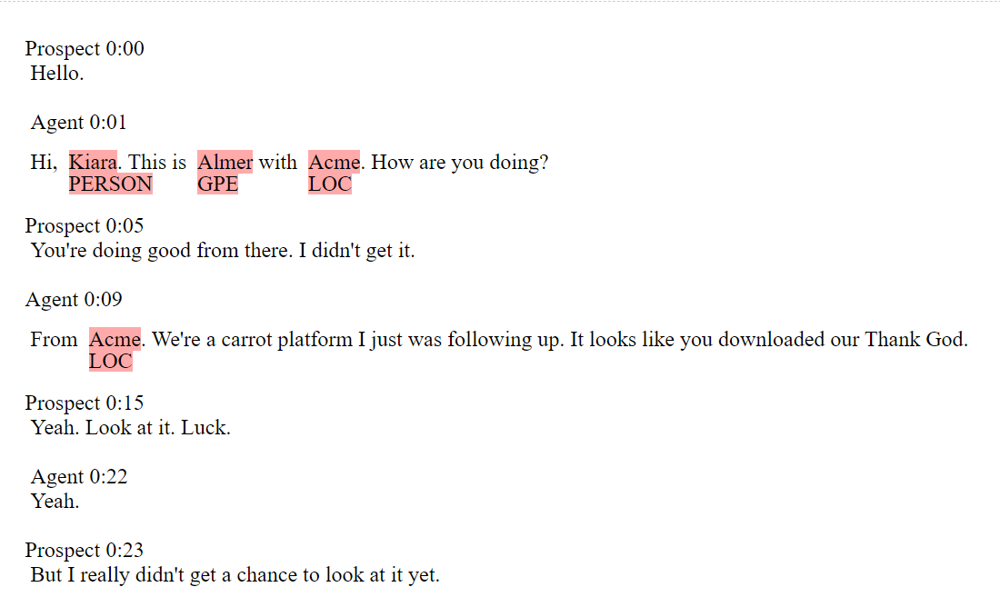 Prospect 0:00
Hello.
Agent 0:01
Hi, Kiara. This is Almer with Acme. How are you doing?
PERSON GPE LOC
Prospect 0:05
You're doing good from there. I didn't get it.
Agent 0:09
From Acme. We're a carrot platform I just was following up. It looks like you downloaded our Thank God.
LOC
Prospect 0:15
Yeah. Look at it. Luck.
Agent 0:22
Yeah.
Prospect 0:23
But I really didn't get a chance to look at it yet.